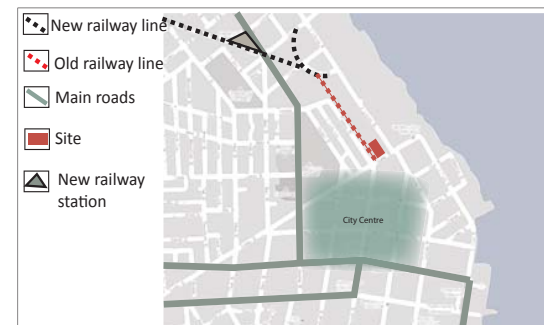 New railway line
Old railway line
Main roads
Site
New railway
station
City Centre